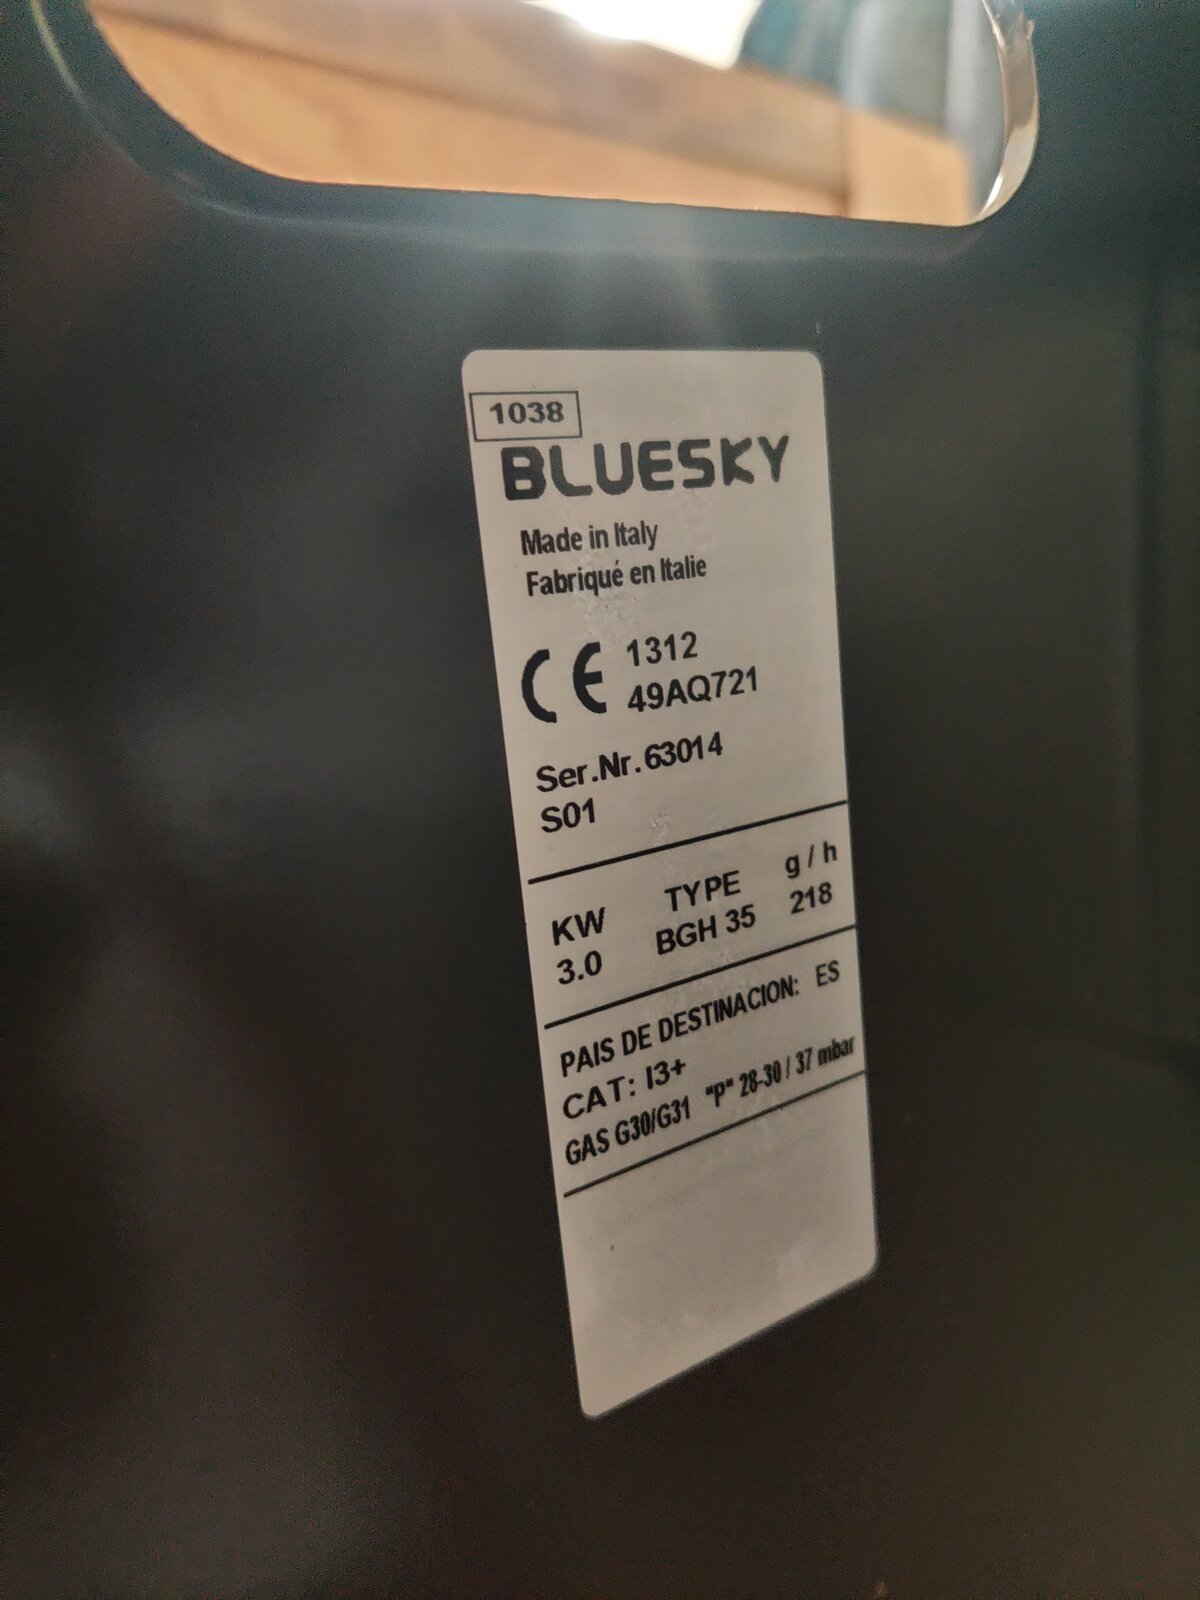 1038
BLUESKY
Made in Italy
Fabriqué en Italie
CE 1312
49AQ721
Ser.Nr. 63014
S01
KW TYPE g / h
3.0 BGH 35 218
PAIS DE DESTINACION: ES
CAT: I3+
GAS G30/G31 "P" 28-30 / 37 mbar